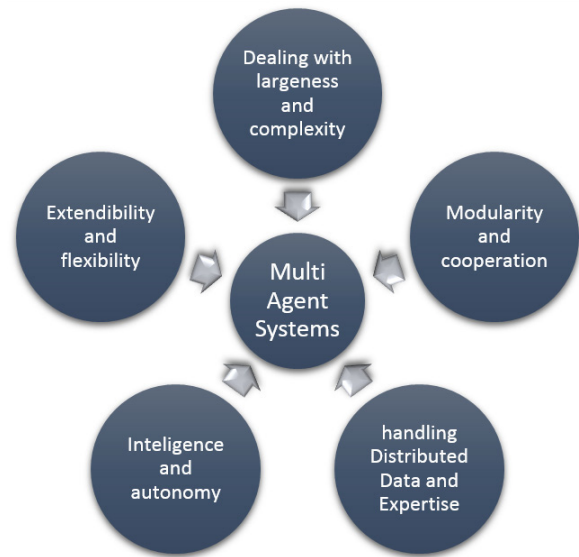 Dealing with
largeness
and
complexity
Extendibility
and
flexibility
Modularity
and
cooperation
Multi
Agent
Systems
Inteligence
and
autonomy
handling
Distributed
Data and
Expertise